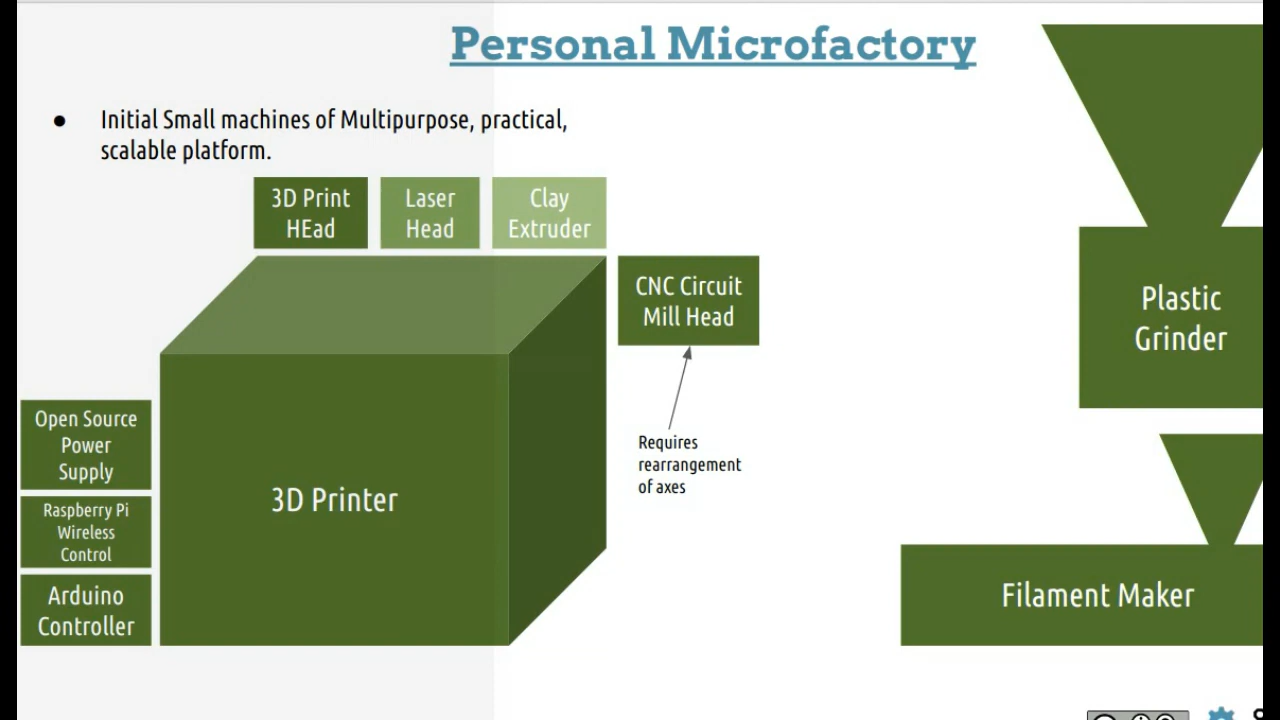 Personal Microfactory
● Initial Small machines of Multipurpose, practical,
scalable platform.
3D Print
HEad
Laser
Head
Clay
Extruder
CNC Circuit
Mill Head
Requires
rearrangement
of axes
Open Source
Power
Supply
Raspberry Pi
Wireless
Control
Arduino
Controller
3D Printer
Plastic
Grinder
Filament Maker